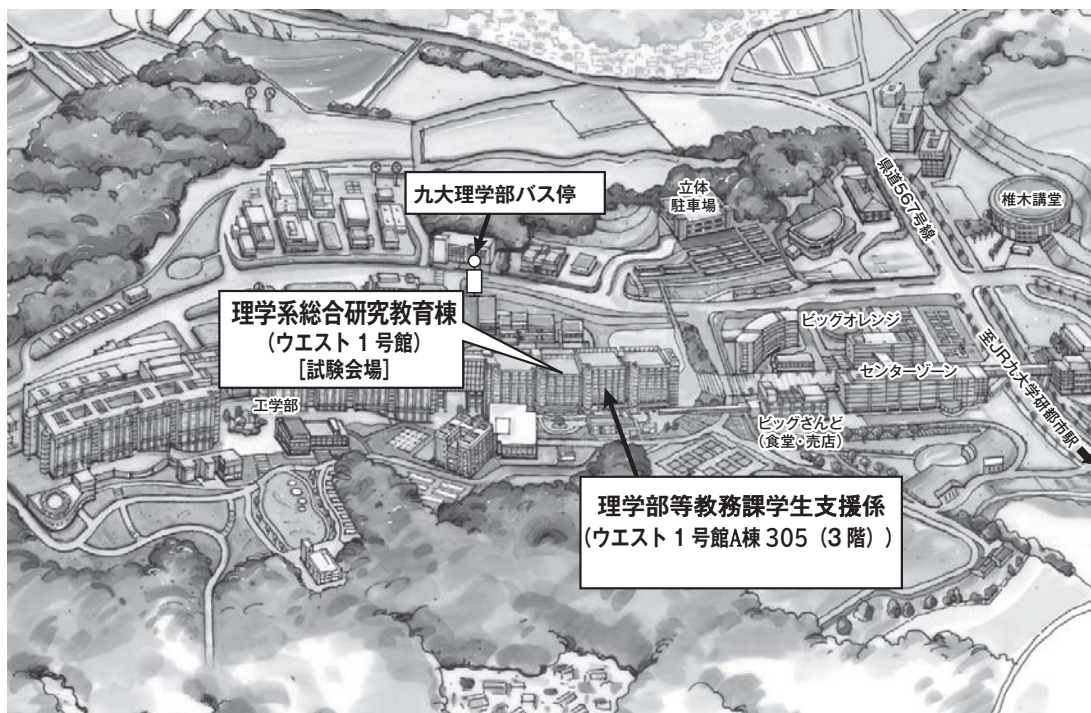 九大理学部バス停
立体
駐車場
県道567号線
椎木講堂
理学系総合研究教育棟
(ウエスト1号館)
[試験会場]
ビッグオレンジ
センターゾーン
至JR九大学研都市駅
工学部
ビッグさんど
(食堂・売店)
理学部等教務課学生支援係
(ウエスト1号館A棟305(3階))